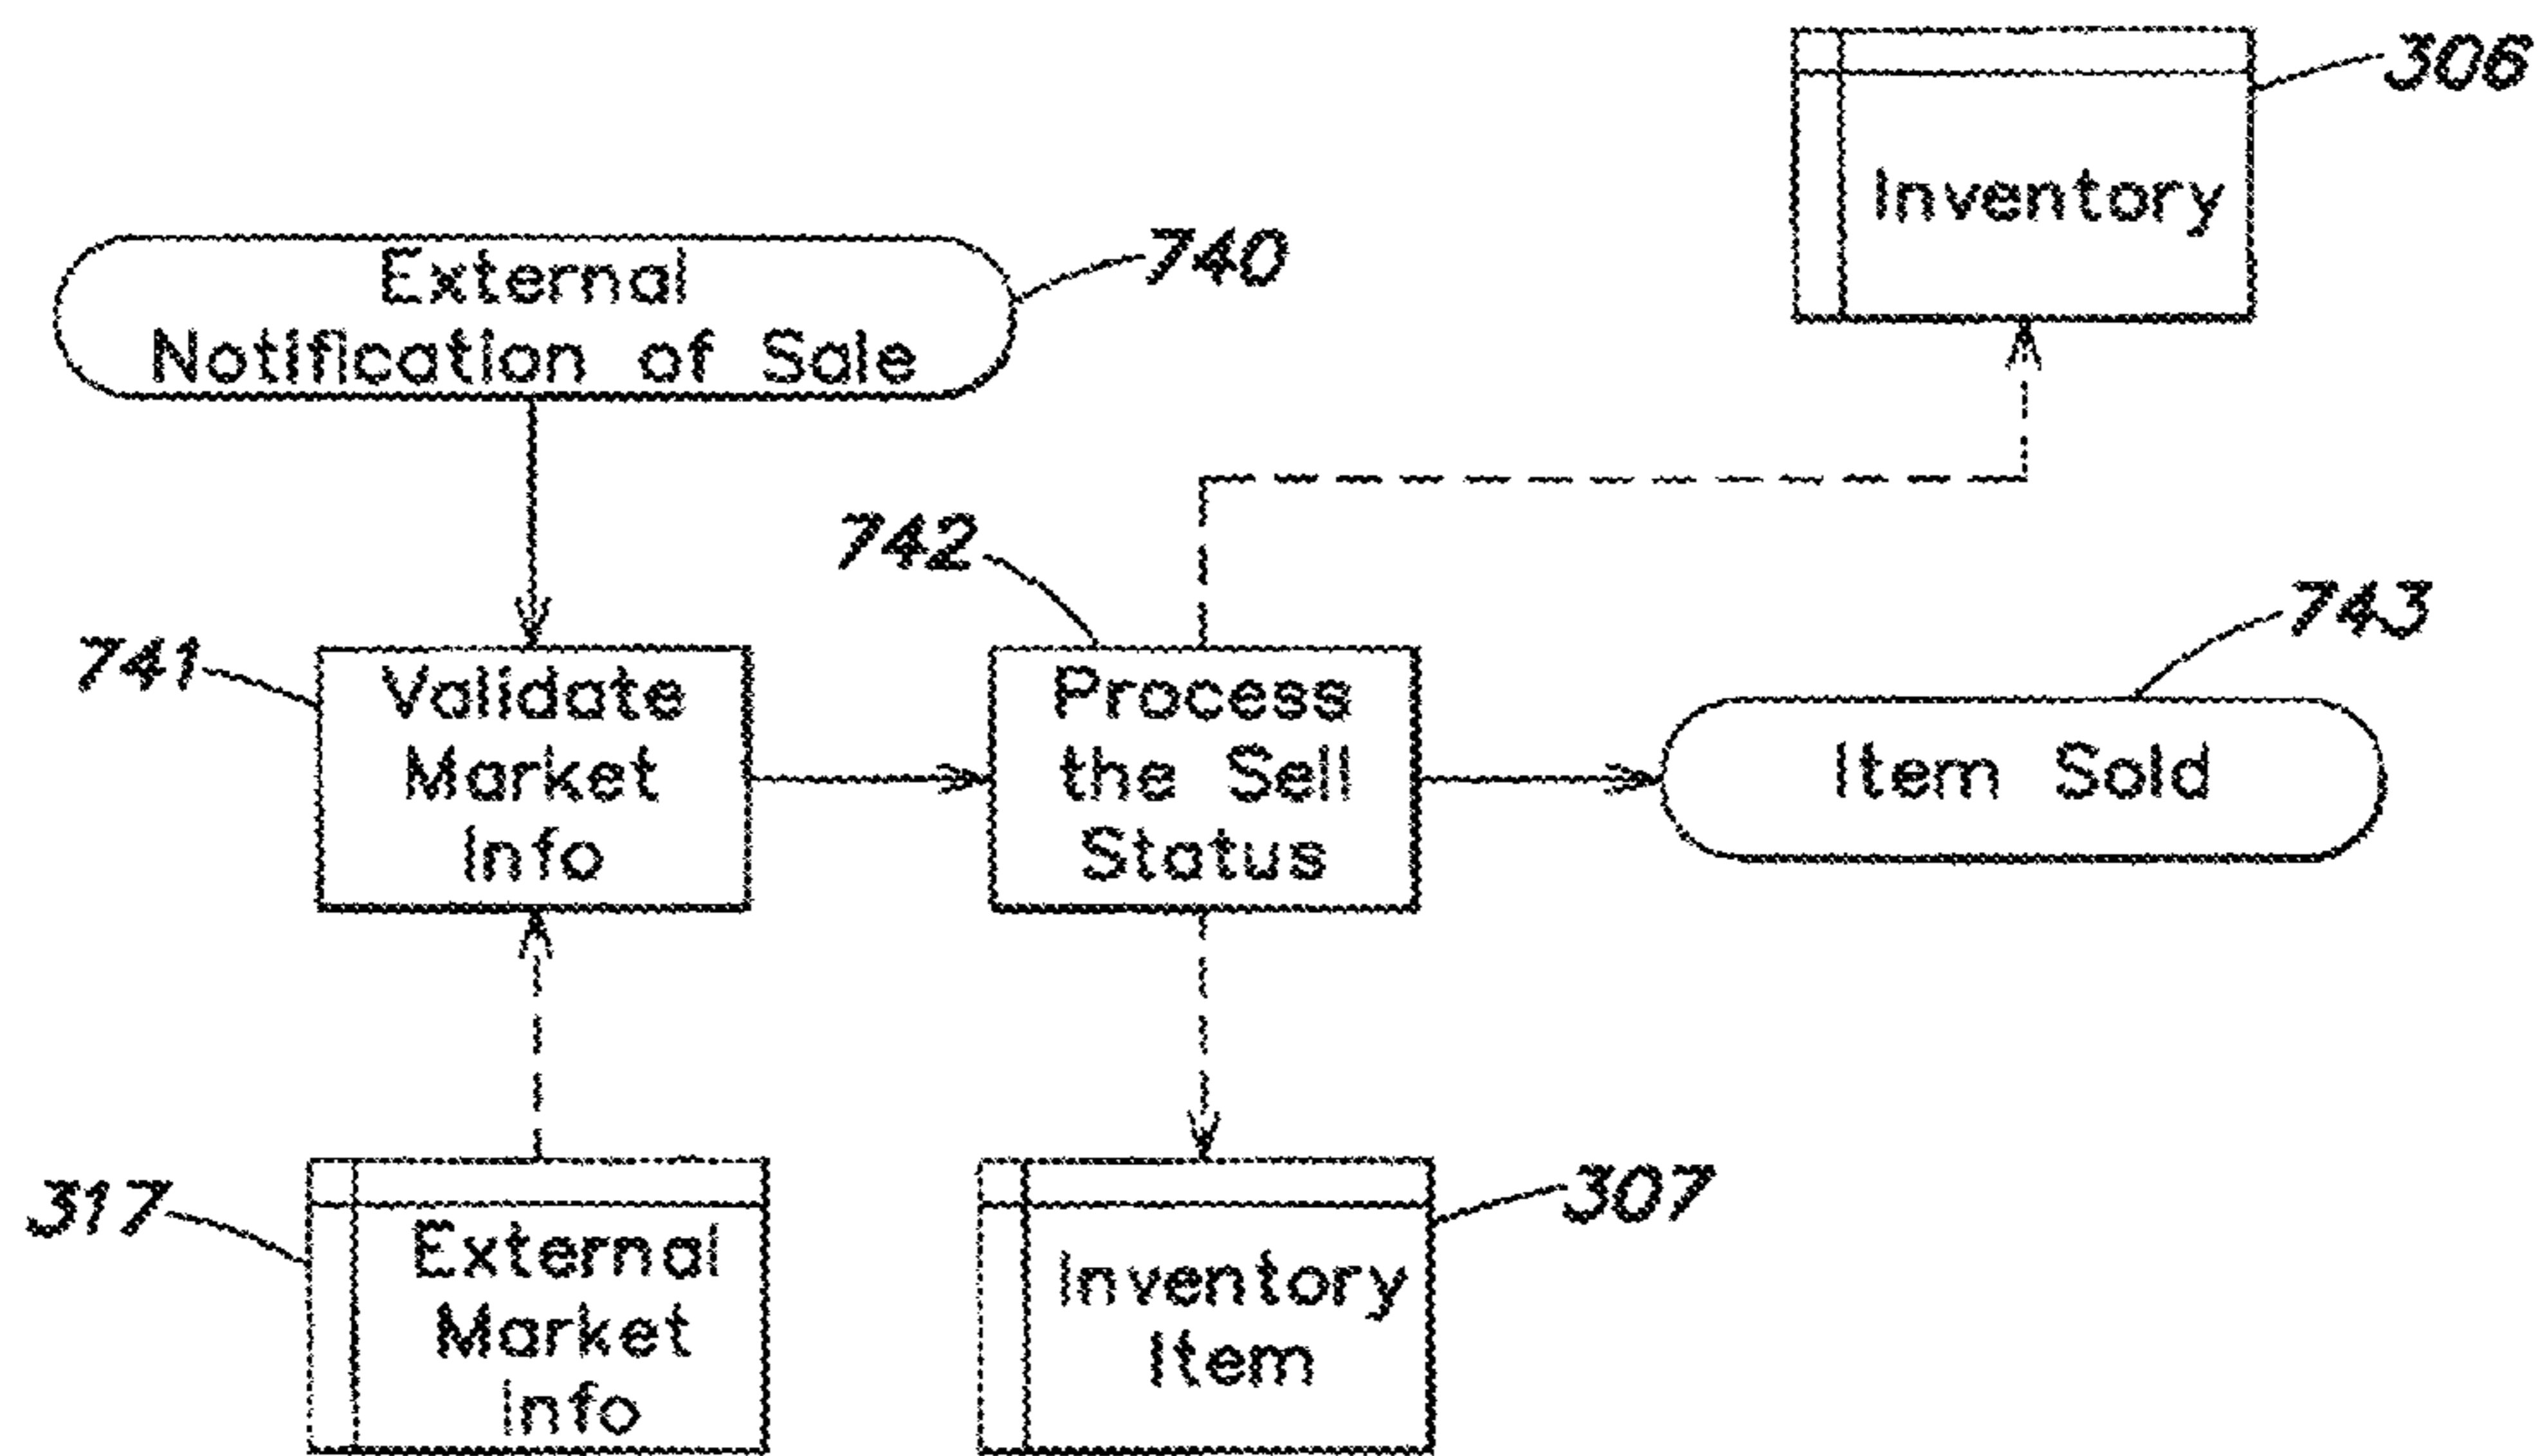 306
Inventory
External
Notification of Sale
740
742
743
741
Validate
Market
Info
Process
the Sell
Status
Item Sold
317
External
Market
Info
Inventory
Item
307